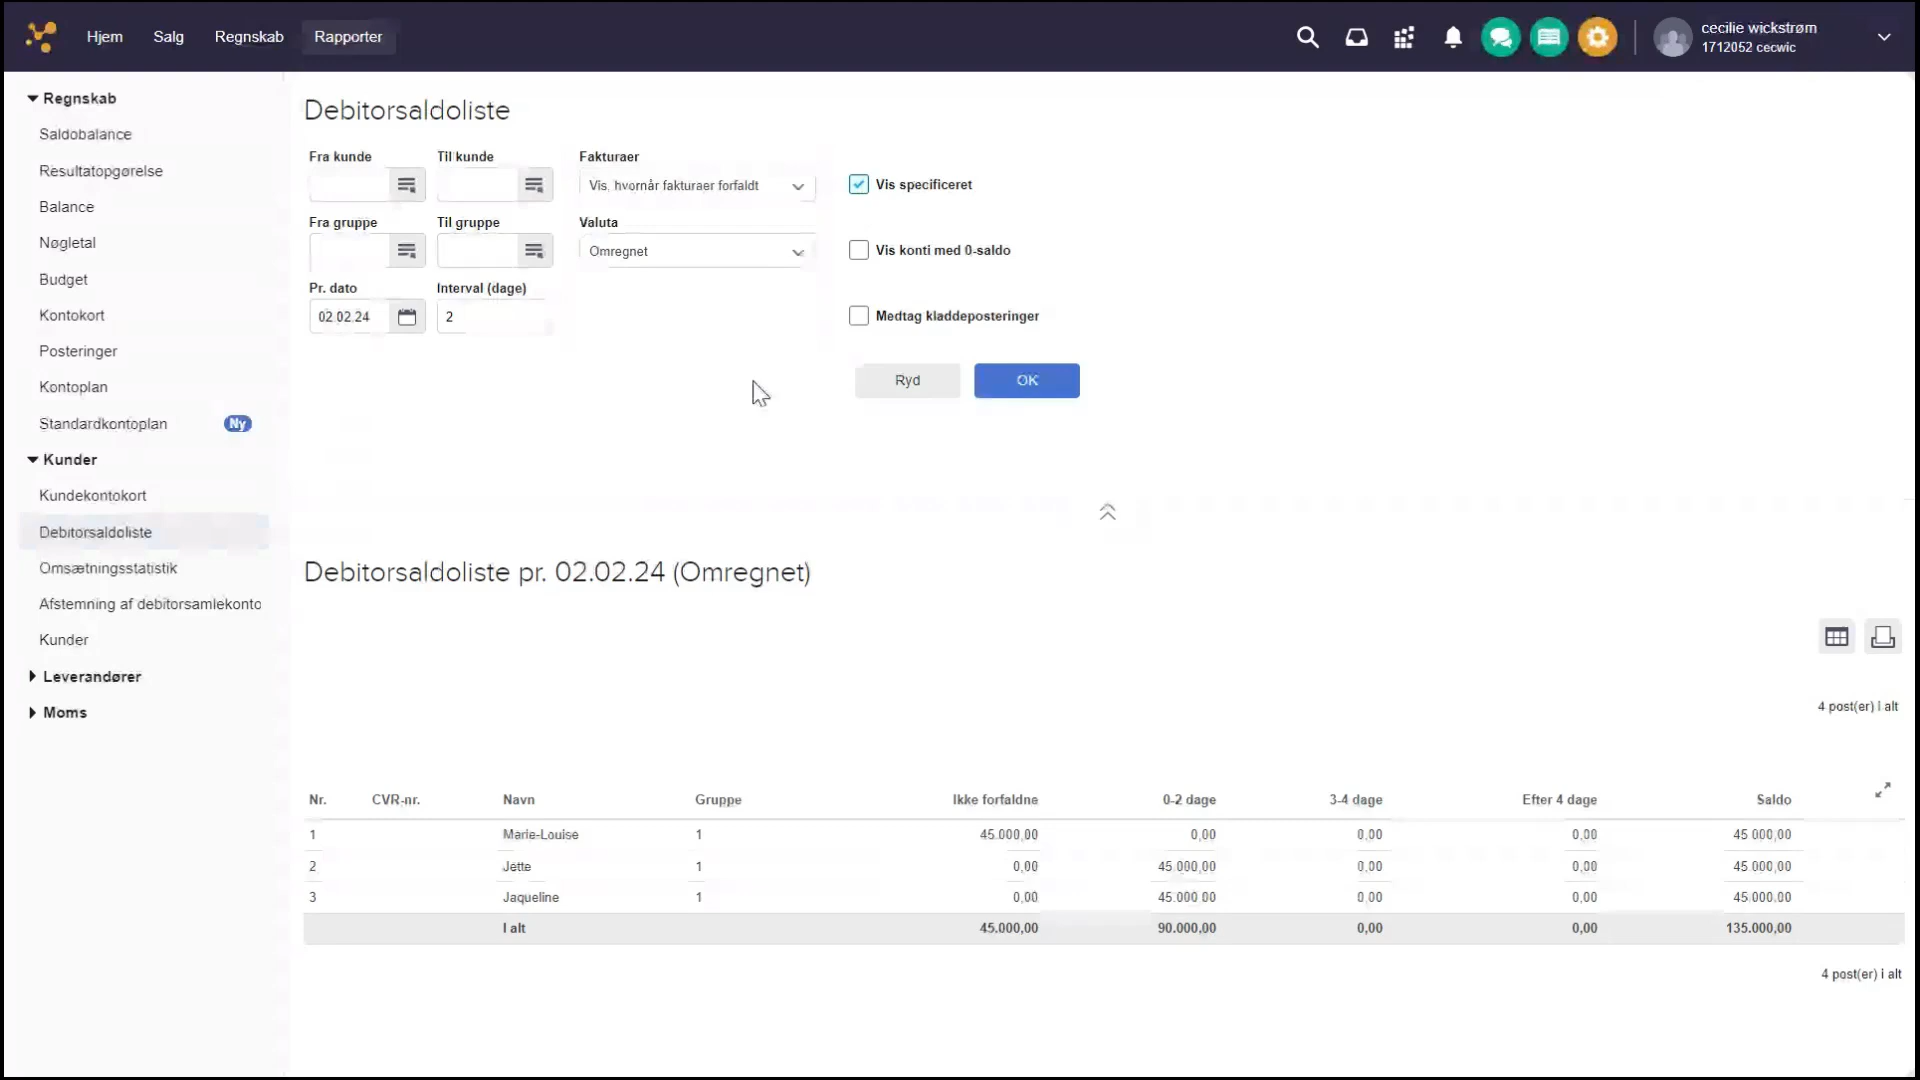 Hjem Salg Regnskab Rapporter
cecilie wickstrøm
1712052 cecwic
Regnskab
Saldobalance
Resultatopgørelse
Balance
Nøgletal
Budget
Kontokort
Posteringer
Kontoplan
Standardkontoplan Ny
Kunder
Kundekontokort
Debitorsaldoliste
Omsætningsstatistik
Afstemning af debitorsamlekonto
Kunder
Leverandører
Moms
Debitorsaldoliste
Fra kunde Til kunde Fakturaer
Vis, hvornår fakturaer forfaldt
Vis specificeret
Fra gruppe Til gruppe Valuta
Omregnet
Vis konti med 0-saldo
Pr. dato Interval (dage)
02.02.24 2
Medtag kladdeposteringer
Ryd OK
Debitorsaldoliste pr. 02.02.24 (Omregnet)
4 post(er) i alt
Nr. CVR-nr. Navn Gruppe Ikke forfaldne 0-2 dage 3-4 dage Efter 4 dage Saldo
1 Marie-Louise 1 45.000,00 0,00 0,00 0,00 45 000,00
2 Jette 1 0,00 45 000,00 0,00 0,00 45 000,00
3 Jaqueline 1 0,00 45.000 00 0,00 0,00 45.000,00
I alt 45.000,00 90.000,00 0,00 0,00 135.000,00
4 post(er) i alt